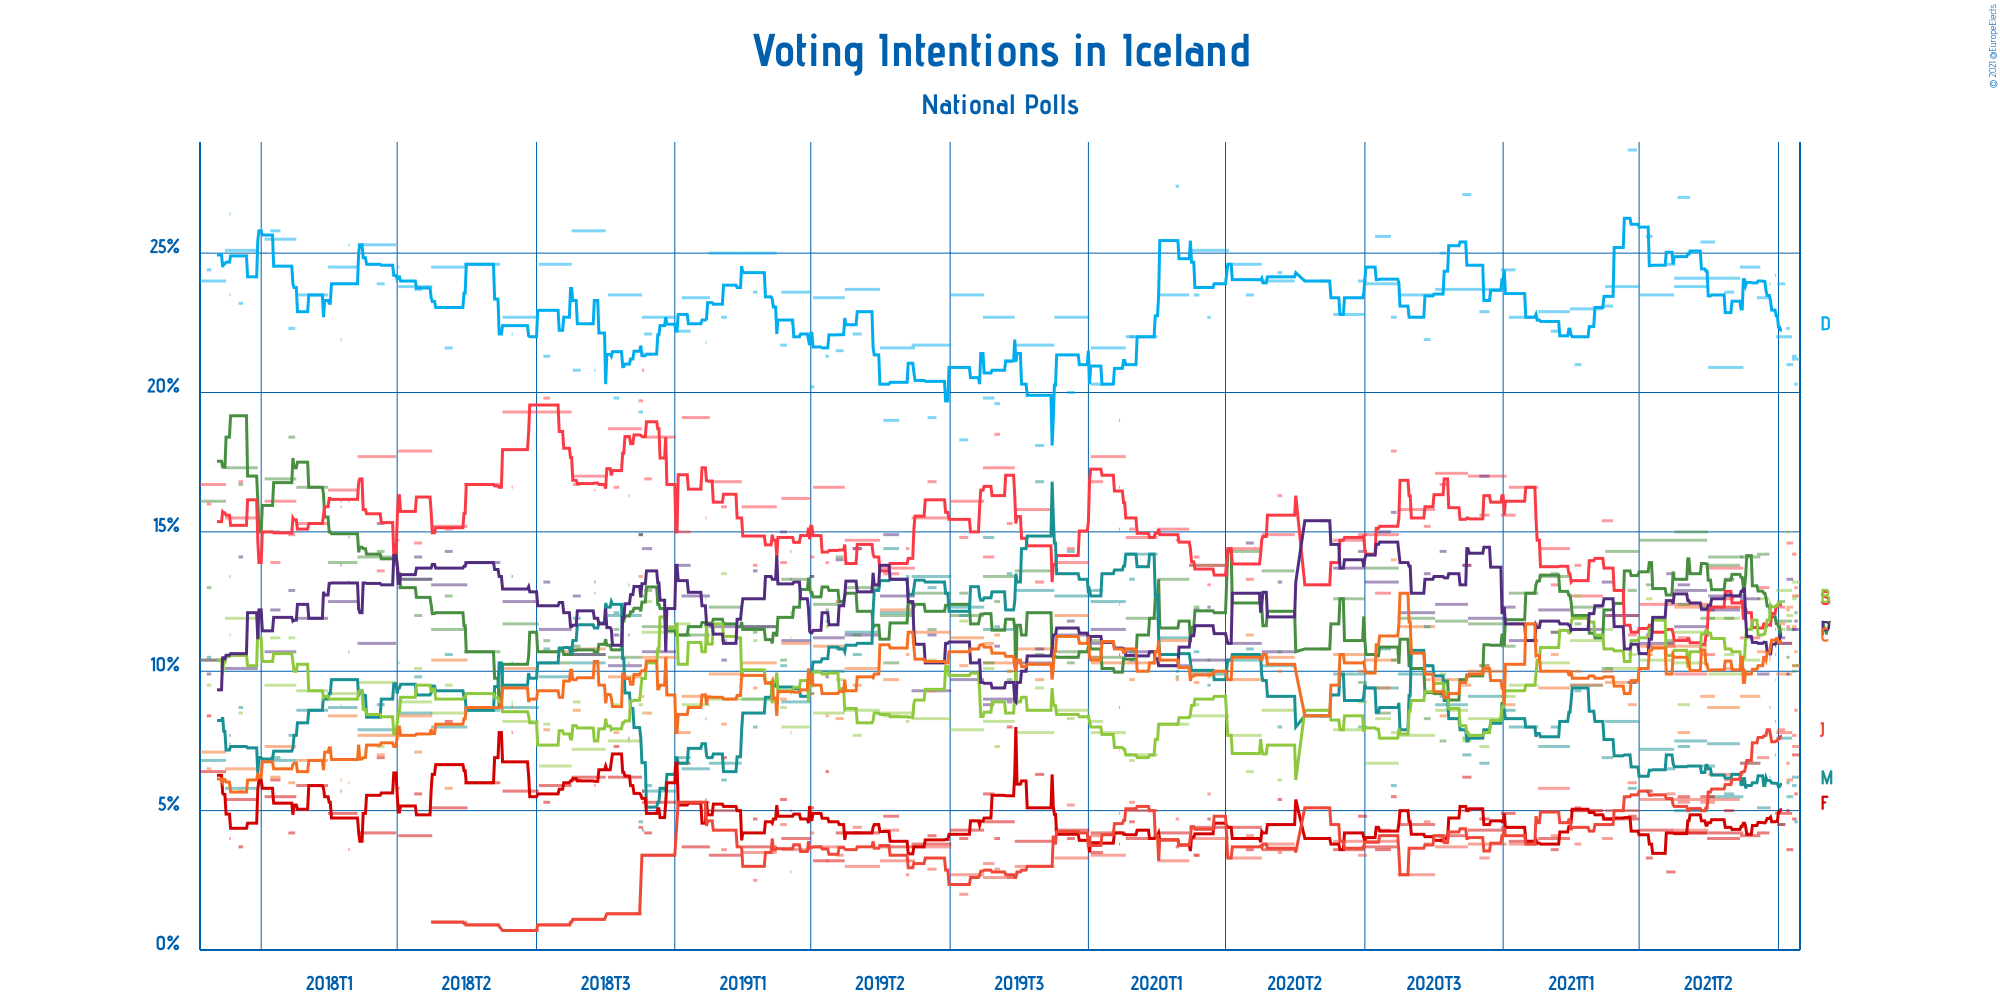 © 2021 @EuropeElects
Voting Intentions in Iceland
National Polls
25%
20%
15%
10%
5%
0%
D
B
J
M
F
2018T1
2018T2
2018T3
2019T1
2019T2
2019T3
2020T1
2020T2
2020T3
2021T1
2021T2